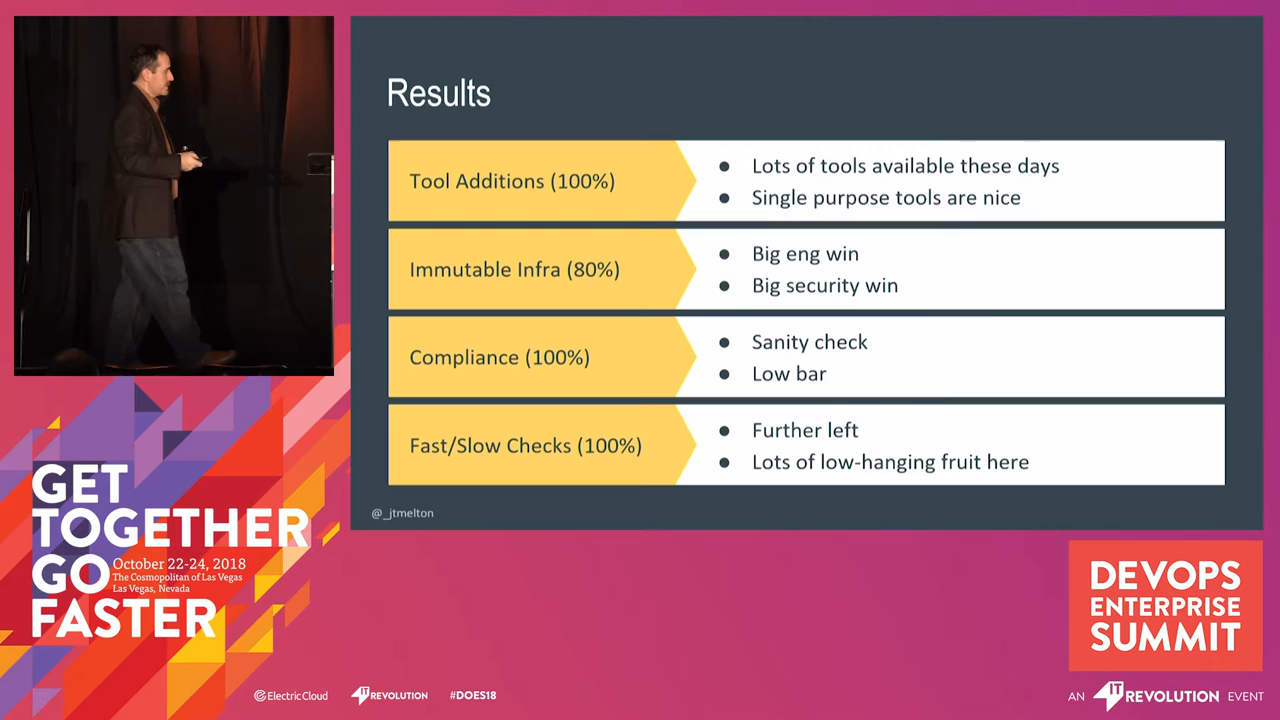 Results
Tool Additions (100%)
● Lots of tools available these days
● Single purpose tools are nice
Immutable Infra (80%)
● Big eng win
● Big security win
Compliance (100%)
● Sanity check
● Low bar
Fast/Slow Checks (100%)
● Further left
● Lots of low-hanging fruit here
@_jtmelton
GET
TOGETHER
GO
FASTER
October 22-24, 2018
The Cosmopolitan of Las Vegas
Las Vegas, Nevada
DEVOPS
ENTERPRISE
SUMMIT
Electric Cloud
IT REVOLUTION
#DOES18
AN IT REVOLUTION EVENT